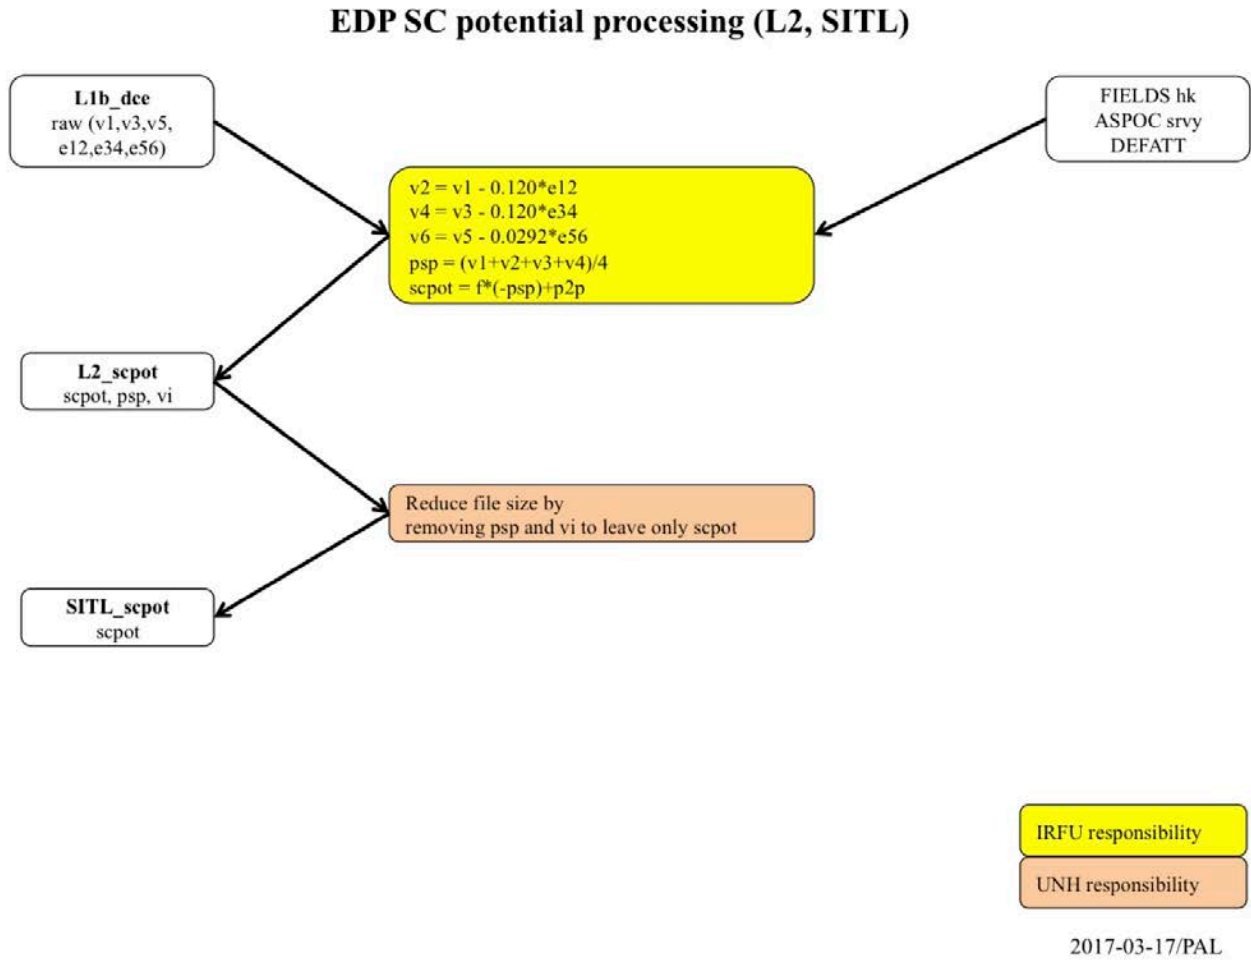 EDP SC potential processing (L2, SITL)
L1b_dce
raw (v1,v3,v5,
e12,e34,e56)
FIELDS hk
ASPOC srvy
DEFATT
v2 = v1 - 0.120*e12
v4 = v3 - 0.120*e34
v6 = v5 - 0.0292*e56
psp = (v1+v2+v3+v4)/4
scpot = f*(-psp)+p2p
L2_scpot
scpot, psp, vi
Reduce file size by
removing psp and vi to leave only scpot
SITL_scpot
scpot
IRFU responsibility
UNH responsibility
2017-03-17/PAL